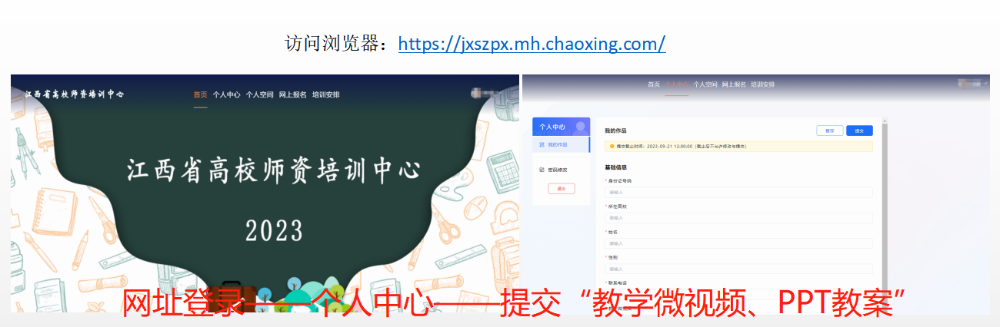 访问浏览器：https://jxszpx.mh.chaoxing.com/
江西省高校师资培训中心
首页 个人中心 个人空间 网上报名 培训安排
江西省高校师资培训中心
2023
首页 个人中心 个人空间 网上报名 培训安排
个人中心
我的作品
密码修改
退出
我的作品
暂存 提交
提交截止时间：2023-09-21 12:00:00（截止后不允许修改与提交）
基础信息
* 身份证号码
请输入
* 所在高校
请输入
* 姓名
请输入
* 性别
请输入
* 联系电话
网址登录——个人中心——提交“教学微视频、PPT教案”